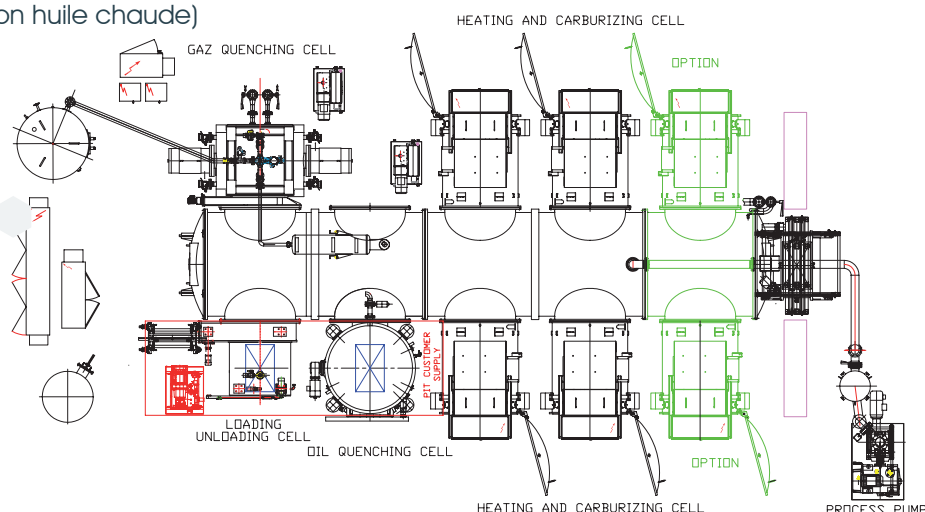 on huile chaude)
HEATING AND CARBURIZING CELL
GAZ QUENCHING CELL
OPTION
PIT CUSTOMER
SUPPLY
LOADING
UNLOADING CELL
OIL QUENCHING CELL
OPTION
HEATING AND CARBURIZING CELL
PROCESS PUMP